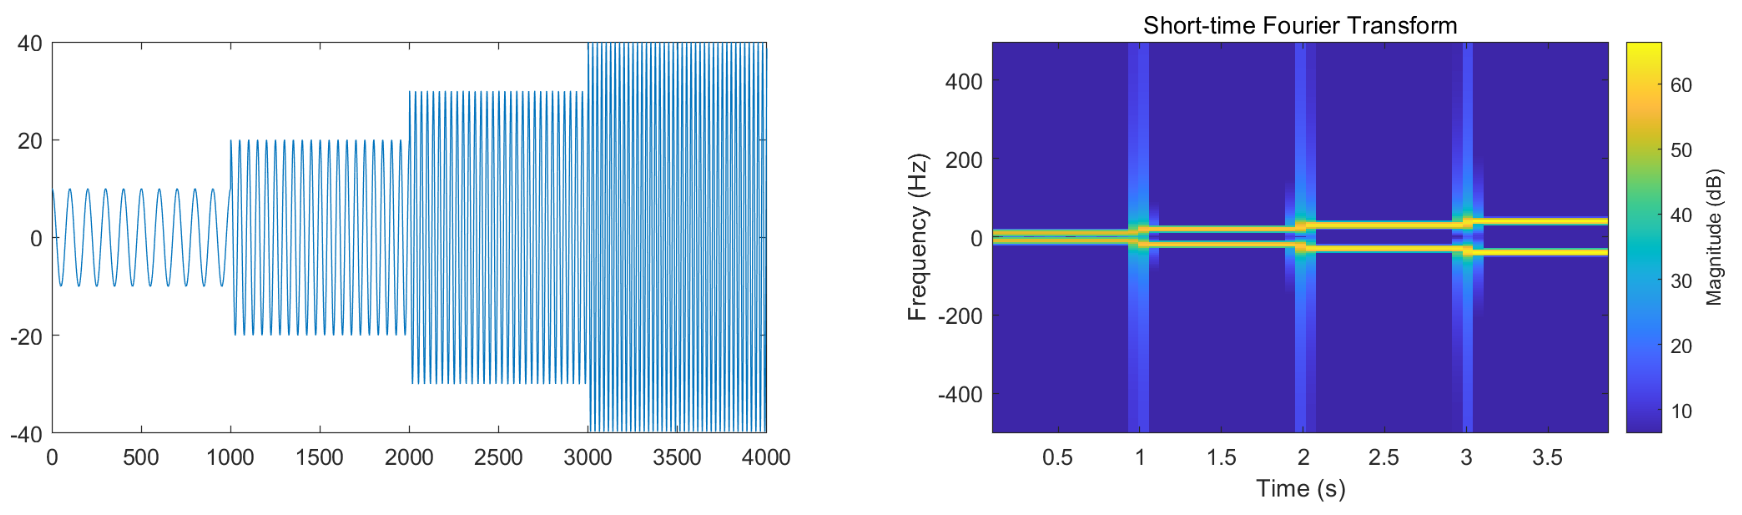 40
20
0
-20
-40
0 500 1000 1500 2000 2500 3000 3500 4000
Short-time Fourier Transform
Frequency (Hz)
400
200
0
-200
-400
0.5 1 1.5 2 2.5 3 3.5
Time (s)
60
50
40
30
20
10
Magnitude (dB)